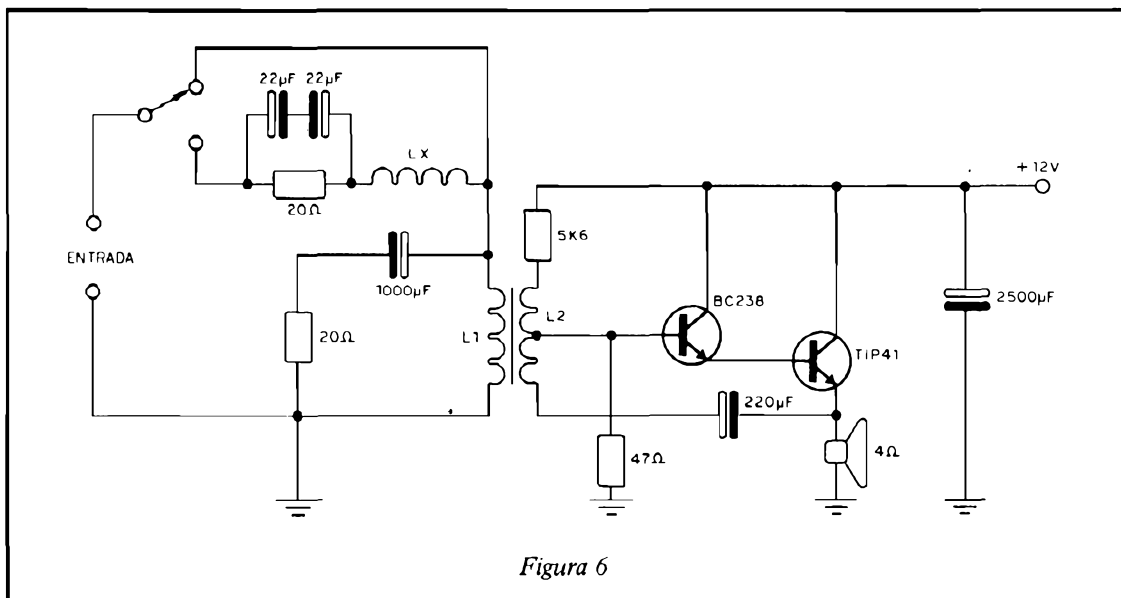 22µF
22µF
LX
20Ω
+12V
5K6
ENTRADA
1000µF
BC238
2500µF
L1
L2
20Ω
TIP41
220µF
47Ω
4Ω
Figura 6